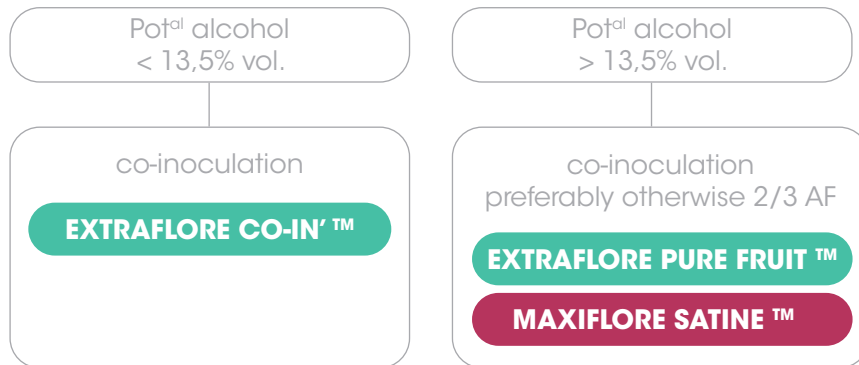 Potᵃˡ alcohol
< 13,5% vol.
co-inoculation
EXTRAFLORE CO-IN’ ™
Potᵃˡ alcohol
> 13,5% vol.
co-inoculation
preferably otherwise 2/3 AF
EXTRAFLORE PURE FRUIT ™
MAXIFLORE SATINE ™